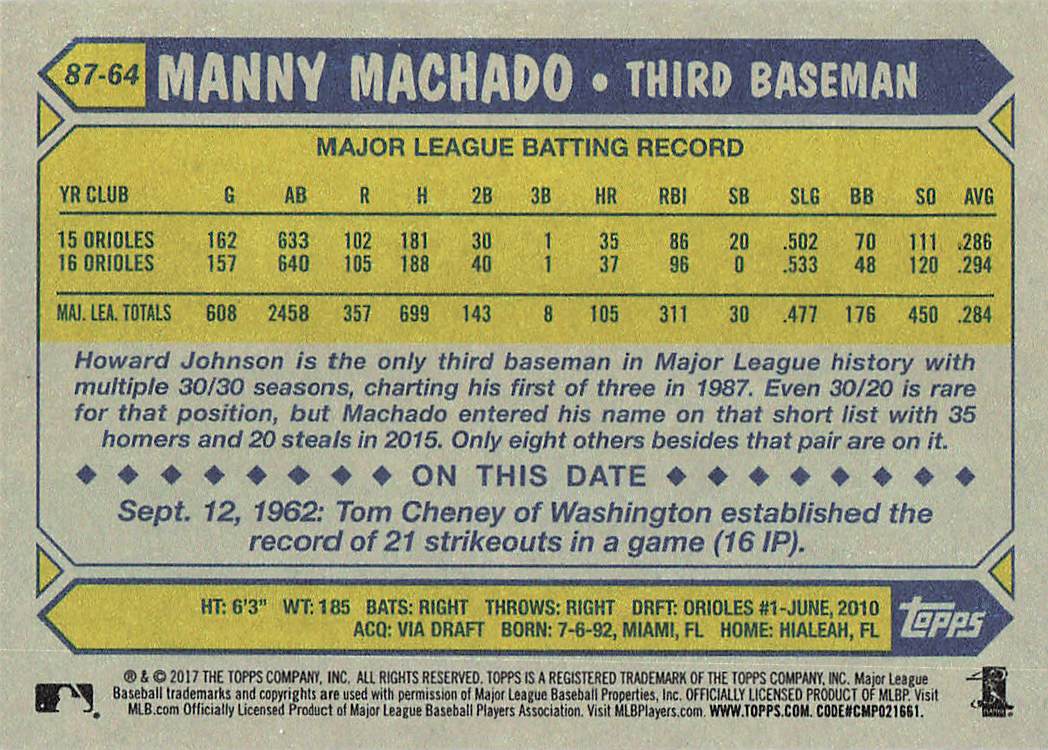 87-64 MANNY MACHADO • THIRD BASEMAN
MAJOR LEAGUE BATTING RECORD
YR CLUB G AB R H 2B 3B HR RBI SB SLG BB SO AVG
15 ORIOLES 162 633 102 181 30 1 35 86 20 .502 70 111 .286
16 ORIOLES 157 640 105 188 40 1 37 96 0 .533 48 120 .294
MAJ. LEA. TOTALS 608 2458 357 699 143 8 105 311 30 .477 176 450 .284
Howard Johnson is the only third baseman in Major League history with
multiple 30/30 seasons, charting his first of three in 1987. Even 30/20 is rare
for that position, but Machado entered his name on that short list with 35
homers and 20 steals in 2015. Only eight others besides that pair are on it.
ON THIS DATE
Sept. 12, 1962: Tom Cheney of Washington established the
record of 21 strikeouts in a game (16 IP).
HT: 6'3" WT: 185 BATS: RIGHT THROWS: RIGHT DRFT: ORIOLES #1-JUNE, 2010
ACQ: VIA DRAFT BORN: 7-6-92, MIAMI, FL HOME: HIALEAH, FL
Topps
® & © 2017 THE TOPPS COMPANY, INC. ALL RIGHTS RESERVED. TOPPS IS A REGISTERED TRADEMARK OF THE TOPPS COMPANY, INC. Major League
Baseball trademarks and copyrights are used with permission of Major League Baseball Properties, Inc. OFFICIALLY LICENSED PRODUCT OF MLBP. Visit
MLB.com Officially Licensed Product of Major League Baseball Players Association. Visit MLBPlayers.com. WWW.TOPPS.COM. CODE#CMP021661.